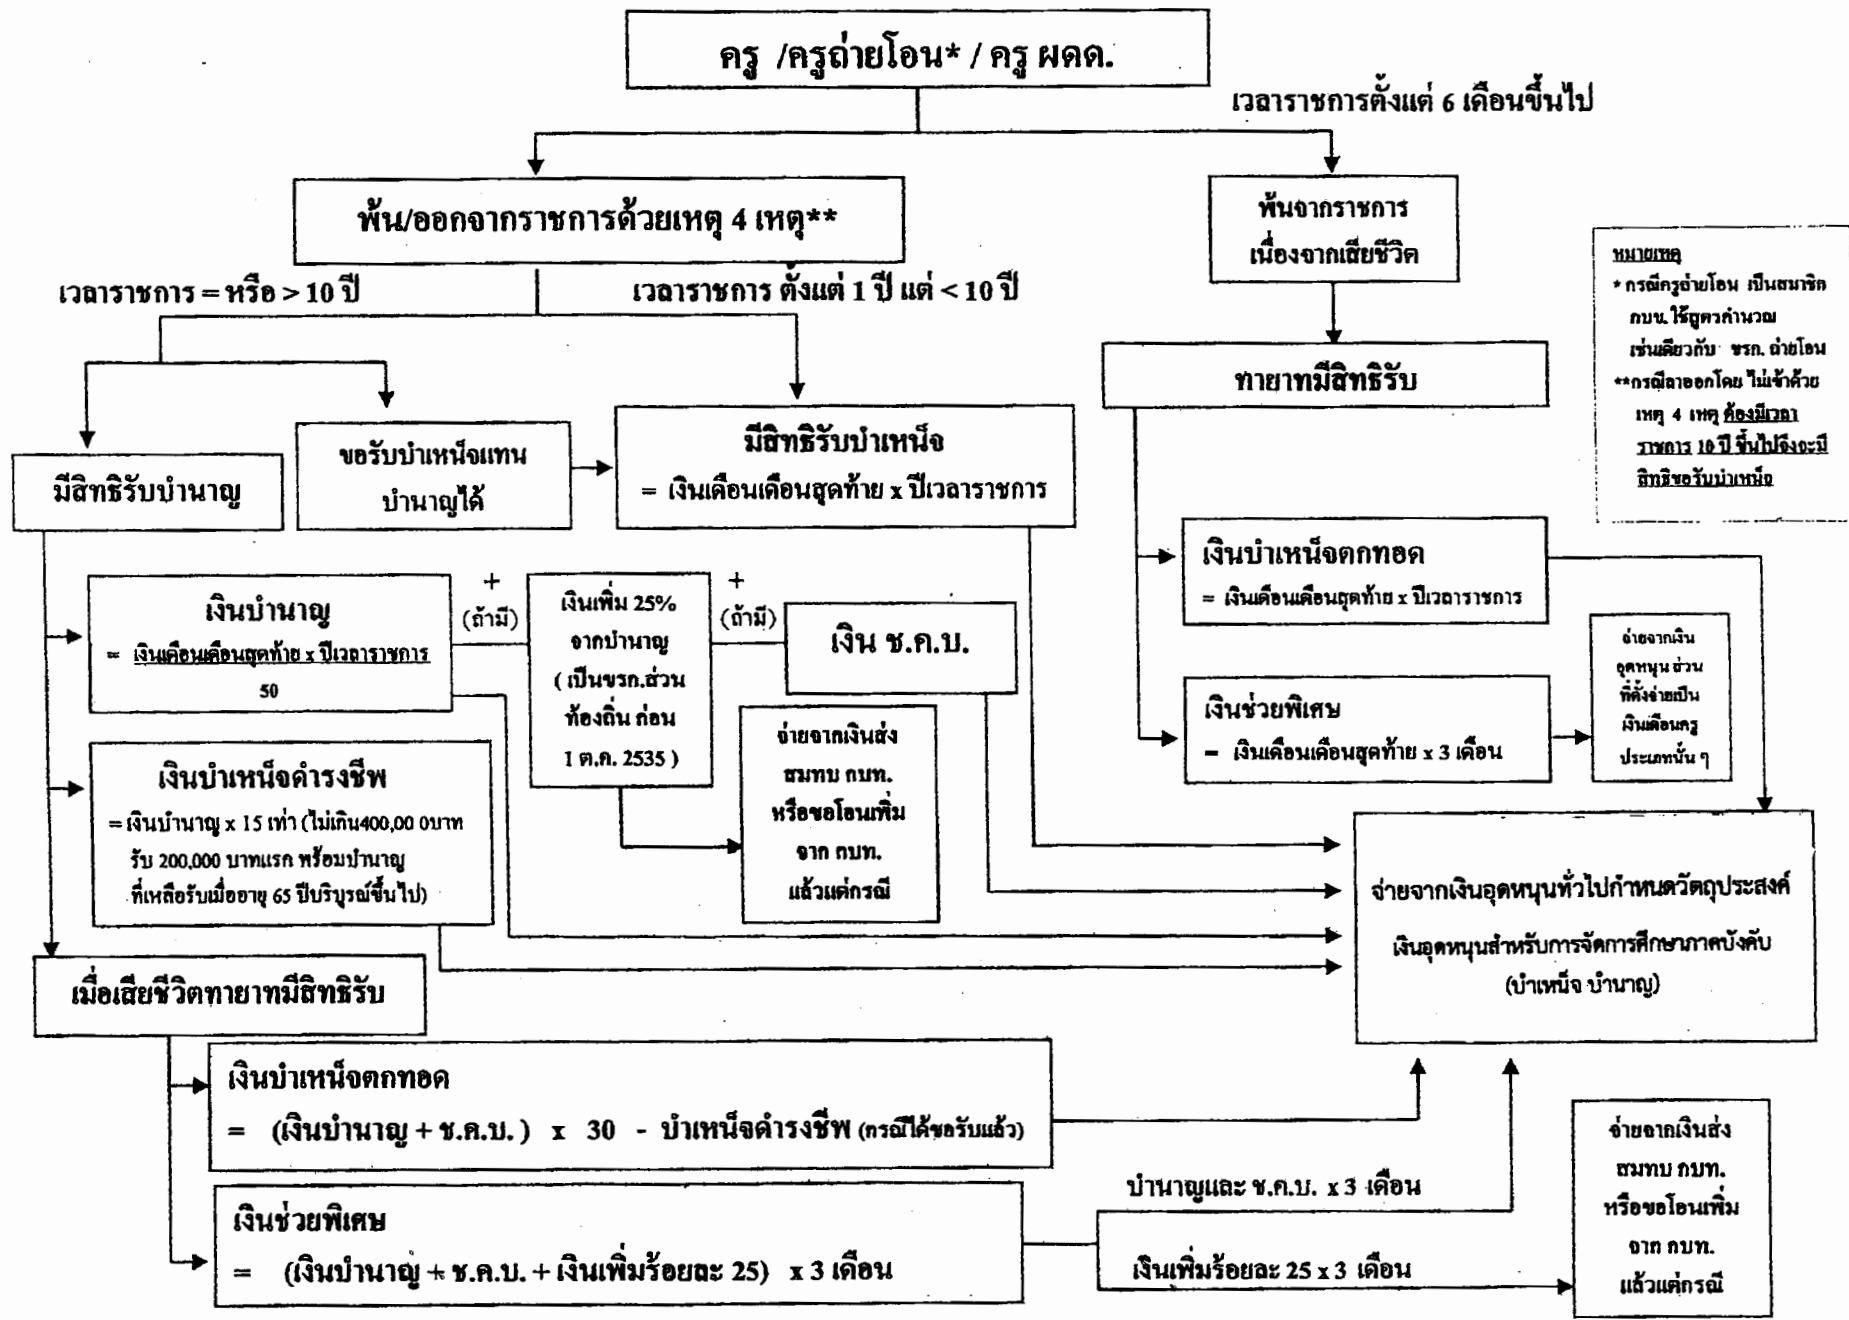 ครู /ครูถ่ายโอน* / ครู ผดด.
เวลาราชการตั้งแต่ 6 เดือนขึ้นไป
พ้น/ออกจากราชการด้วยเหตุ 4 เหตุ**
พ้นจากราชการ
เนื่องจากเสียชีวิต
หมายเหตุ
* กรณีครูถ่ายโอน เป็นสมาชิก
กบข. ใช้สูตรคำนวณ
เช่นเดียวกับ ขรก. ถ่ายโอน
**กรณีลาออกโดย ไม่เข้าด้วย
เหตุ 4 เหตุ ต้องมีเวลา
ราชการ 10 ปี ขึ้นไปจึงจะมี
สิทธิขอรับบำเหน็จ
เวลาราชการ = หรือ > 10 ปี
เวลาราชการ ตั้งแต่ 1 ปี แต่ < 10 ปี
ทายาทมีสิทธิรับ
มีสิทธิรับบำนาญ
ขอรับบำเหน็จแทน
บำนาญได้
มีสิทธิรับบำเหน็จ
= เงินเดือนเดือนสุดท้าย x ปีเวลาราชการ
เงินบำเหน็จตกทอด
= เงินเดือนเดือนสุดท้าย x ปีเวลาราชการ
เงินบำนาญ
= เงินเดือนเดือนสุดท้าย x ปีเวลาราชการ
50
+
(ถ้ามี)
เงินเพิ่ม 25%
จากบำนาญ
( เป็นขรก.ส่วน
ท้องถิ่น ก่อน
1 ต.ค. 2535 )
+
(ถ้ามี)
เงิน ช.ค.บ.
จ่ายจากเงินส่ง
สมทบ กบท.
หรือขอโอนเพิ่ม
จาก กบท.
แล้วแต่กรณี
เงินช่วยพิเศษ
= เงินเดือนเดือนสุดท้าย x 3 เดือน
จ่ายจากเงิน
อุดหนุน ส่วน
ที่ตั้งจ่ายเป็น
เงินเดือนครู
ประเภทนั้น ๆ
เงินบำเหน็จดำรงชีพ
= เงินบำนาญ x 15 เท่า (ไม่เกิน400,00 0บาท
รับ 200,000 บาทแรก พร้อมบำนาญ
ที่เหลือรับเมื่ออายุ 65 ปีบริบูรณ์ขึ้นไป)
จ่ายจากเงินอุดหนุนทั่วไปกำหนดวัตถุประสงค์
เงินอุดหนุนสำหรับการจัดการศึกษาภาคบังคับ
(บำเหน็จ บำนาญ)
เมื่อเสียชีวิตทายาทมีสิทธิรับ
เงินบำเหน็จตกทอด
= (เงินบำนาญ + ช.ค.บ. ) x 30 - บำเหน็จดำรงชีพ (กรณีได้ขอรับแล้ว)
เงินช่วยพิเศษ
= (เงินบำนาญ + ช.ค.บ. + เงินเพิ่มร้อยละ 25) x 3 เดือน
บำนาญและ ช.ค.บ. x 3 เดือน
เงินเพิ่มร้อยละ 25 x 3 เดือน
จ่ายจากเงินส่ง
สมทบ กบท.
หรือขอโอนเพิ่ม
จาก กบท.
แล้วแต่กรณี